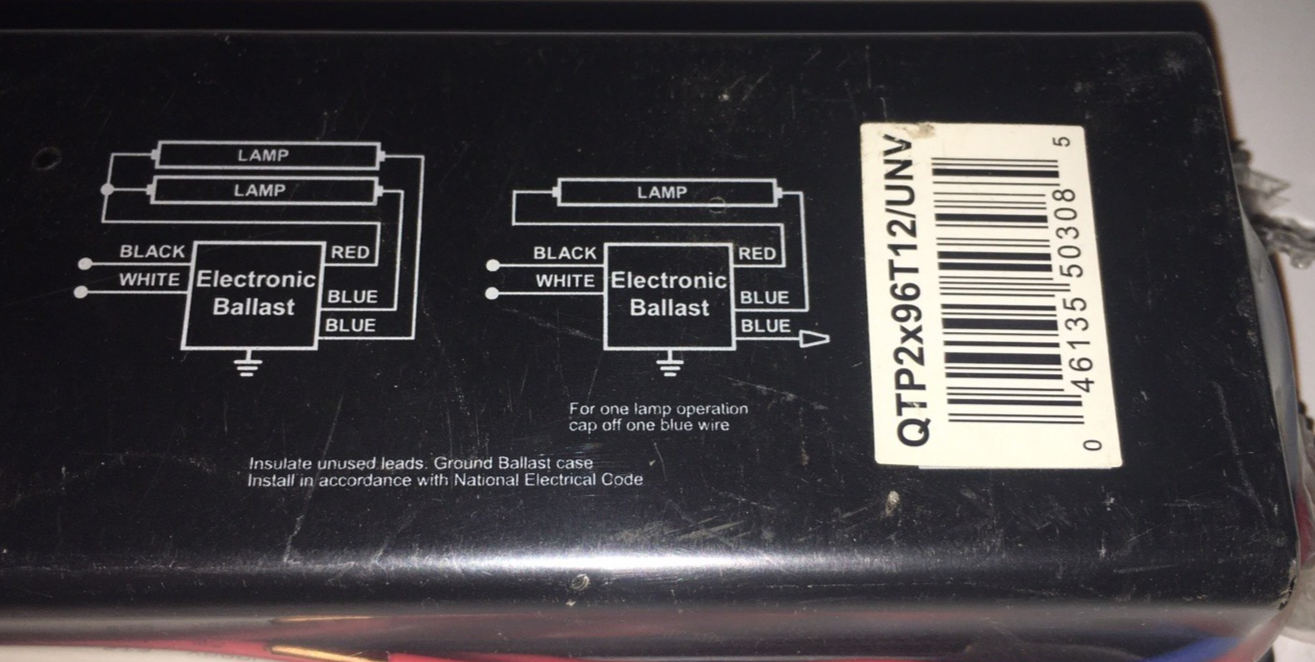 LAMP
LAMP
BLACK
WHITE
Electronic
Ballast
RED
BLUE
BLUE
LAMP
BLACK
WHITE
Electronic
Ballast
RED
BLUE
BLUE
For one lamp operation
cap off one blue wire
Insulate unused leads. Ground Ballast case
Install in accordance with National Electrical Code
QTP2x96T12/UNV
0 46135 50308 5